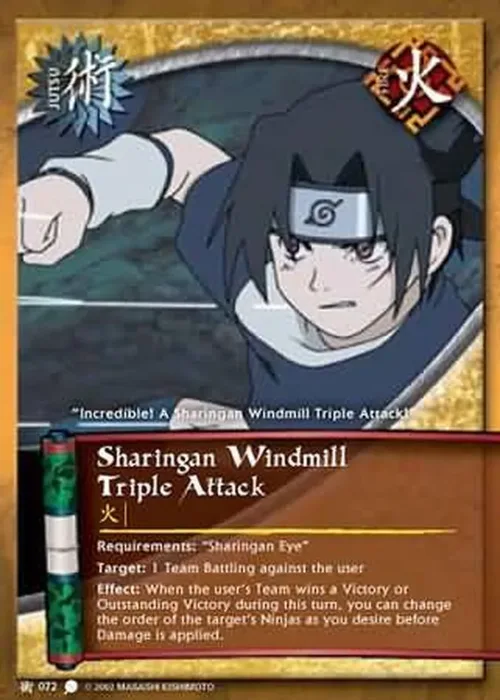 JUTSU
術
FIRE
火
"Incredible! A Sharingan Windmill Triple Attack!"
Sharingan Windmill
Triple Attack
火
Requirements: "Sharingan Eye"
Target: 1 Team Battling against the user
Effect: When the user's Team wins a Victory or
Outstanding Victory during this turn, you can change
the order of the target's Ninjas as you desire before
Damage is applied.
術 072 © 2002 MASASHI KISHIMOTO